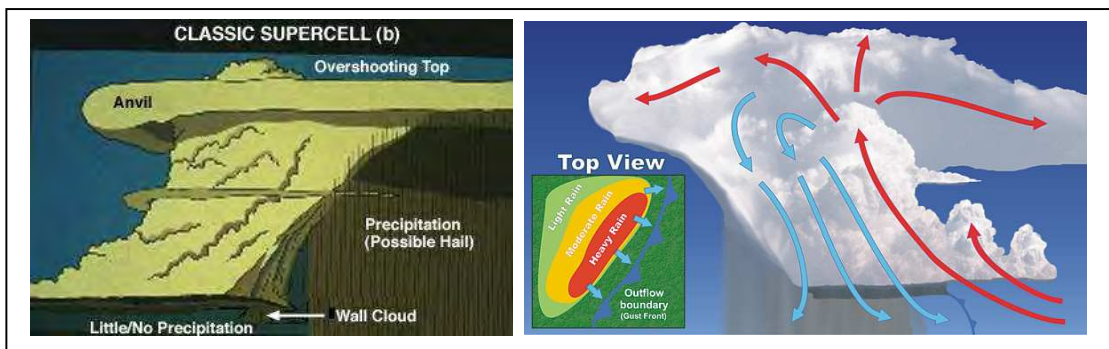 CLASSIC SUPERCELL (b)
Overshooting Top
Anvil
Precipitation
(Possible Hail)
Wall Cloud
Little/No Precipitation
Top View
Light Rain
Moderate Rain
Heavy Rain
Outflow
boundary
(Gust Front)